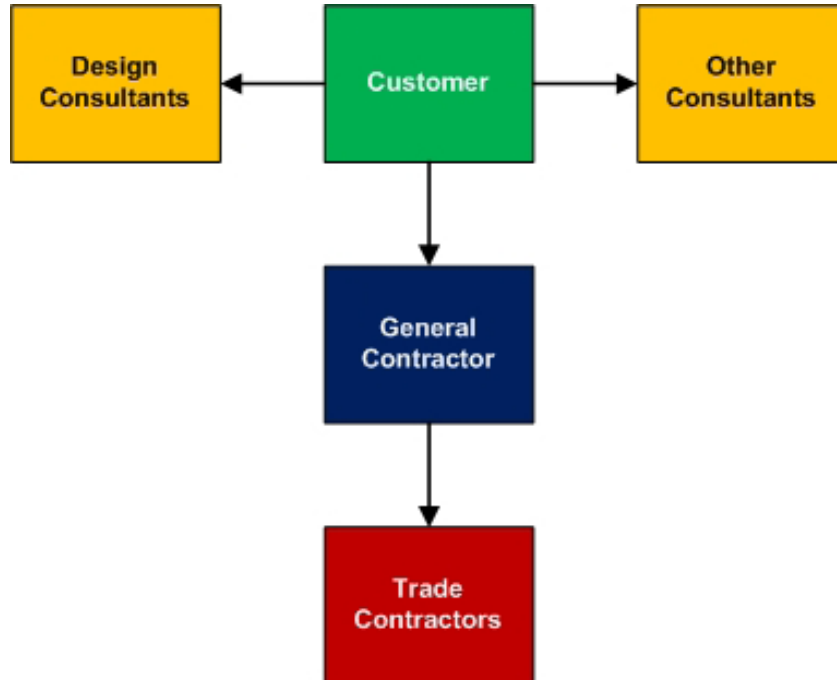 Design
Consultants
Customer
Other
Consultants
General
Contractor
Trade
Contractors